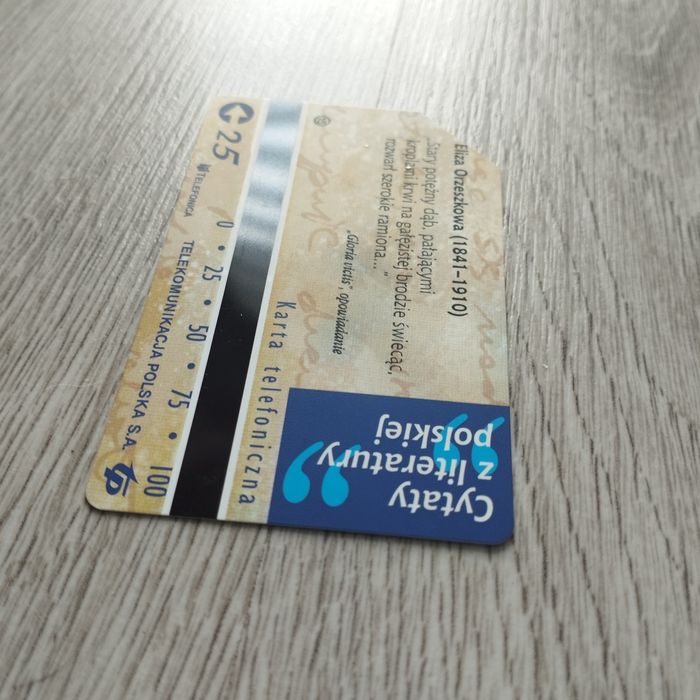 Eliza Orzeszkowa (1841–1910)
„Stary potężny dąb, pałającymi
kroplami krwi na gałęzistej brodzie świecąc,
rozwarł szerokie ramiona..."
„Gloria victis", opowiadanie
Cytaty
z literatury
polskiej
Karta telefoniczna
25
TELEFONICA
0 • 25 • 50 • 75 • 100
TELEKOMUNIKACJA POLSKA S.A.